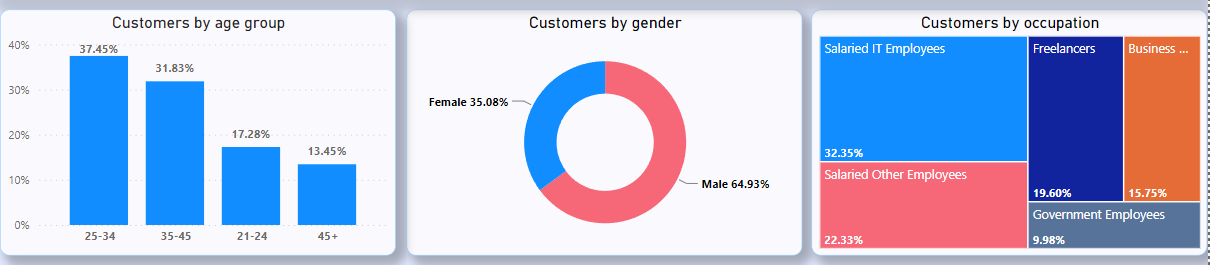 Customers by age group
40%
30%
20%
10%
0%
37.45%
31.83%
17.28%
13.45%
25-34
35-45
21-24
45+
Customers by gender
Female 35.08%
Male 64.93%
Customers by occupation
Salaried IT Employees
32.35%
Salaried Other Employees
22.33%
Freelancers
19.60%
Business ...
15.75%
Government Employees
9.98%